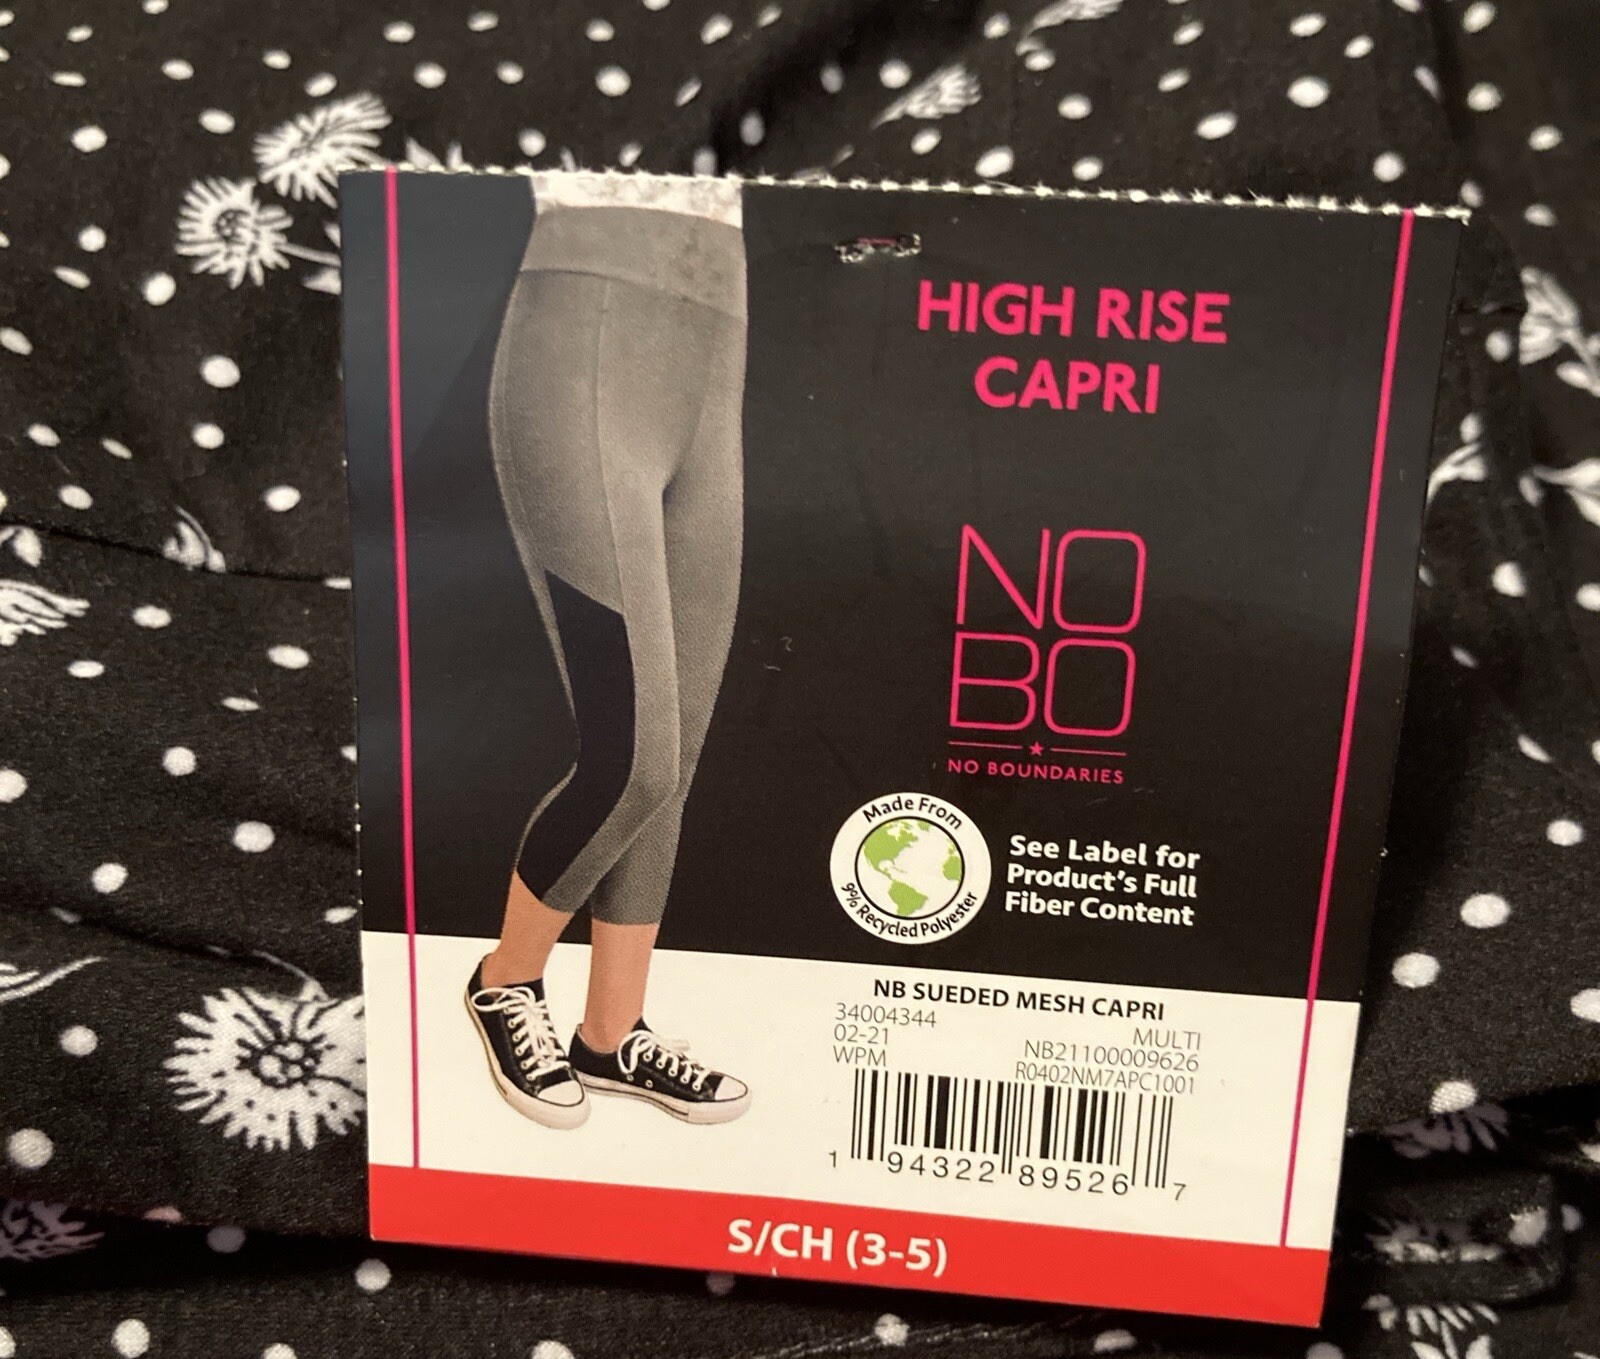 HIGH RISE
CAPRI
NO
BO
NO BOUNDARIES
Made From
9% Recycled Polyester
See Label for
Product's Full
Fiber Content
NB SUEDED MESH CAPRI
34004344
MULTI
02-21
NB21100009626
WPM
R0402NM7APC1001
1 94322 89526 7
S/CH (3-5)